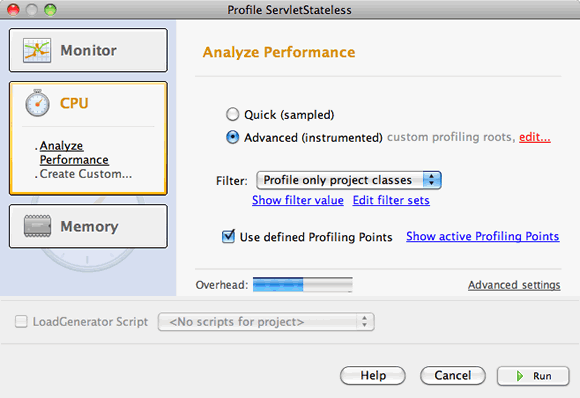 Profile ServletStateless
Monitor
CPU
. Analyze
Performance
. Create Custom...
Memory
Analyze Performance
Quick (sampled)
Advanced (instrumented) custom profiling roots, edit...
Filter: Profile only project classes
Show filter value Edit filter sets
Use defined Profiling Points Show active Profiling Points
Overhead: Advanced settings
LoadGenerator Script <No scripts for project>
Help Cancel Run